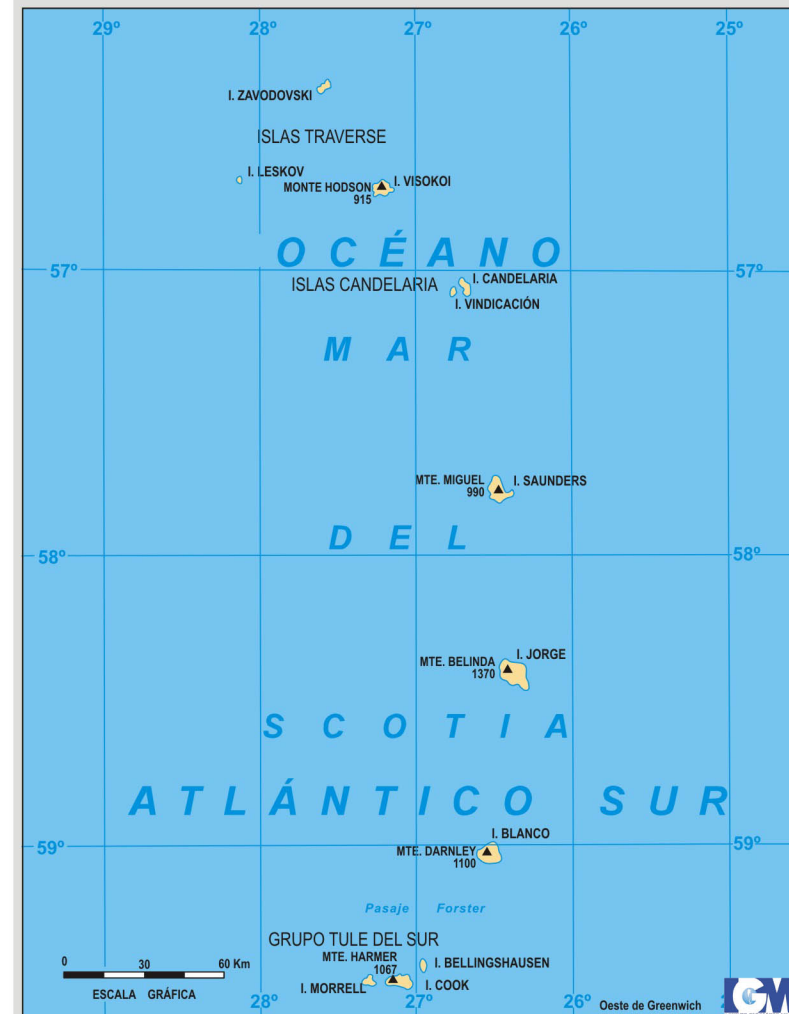 29º 28º 27º 26º 25º
I. ZAVODOVSKI
ISLAS TRAVERSE
I. LESKOV
MONTE HODSON
915
I. VISOKOI
OCÉANO
57º 57º
ISLAS CANDELARIA
I. CANDELARIA
I. VINDICACIÓN
MAR
MTE. MIGUEL
990
I. SAUNDERS
DEL
58º 58º
I. JORGE
MTE. BELINDA
1370
SCOTIA
ATLÁNTICO SUR
I. BLANCO
59º 59º
MTE. DARNLEY
1100
Pasaje Forster
GRUPO TULE DEL SUR
MTE. HARMER
1067
I. BELLINGSHAUSEN
I. MORRELL
I. COOK
0 30 60 Km
ESCALA GRÁFICA
28º 27º 26º
Oeste de Greenwich